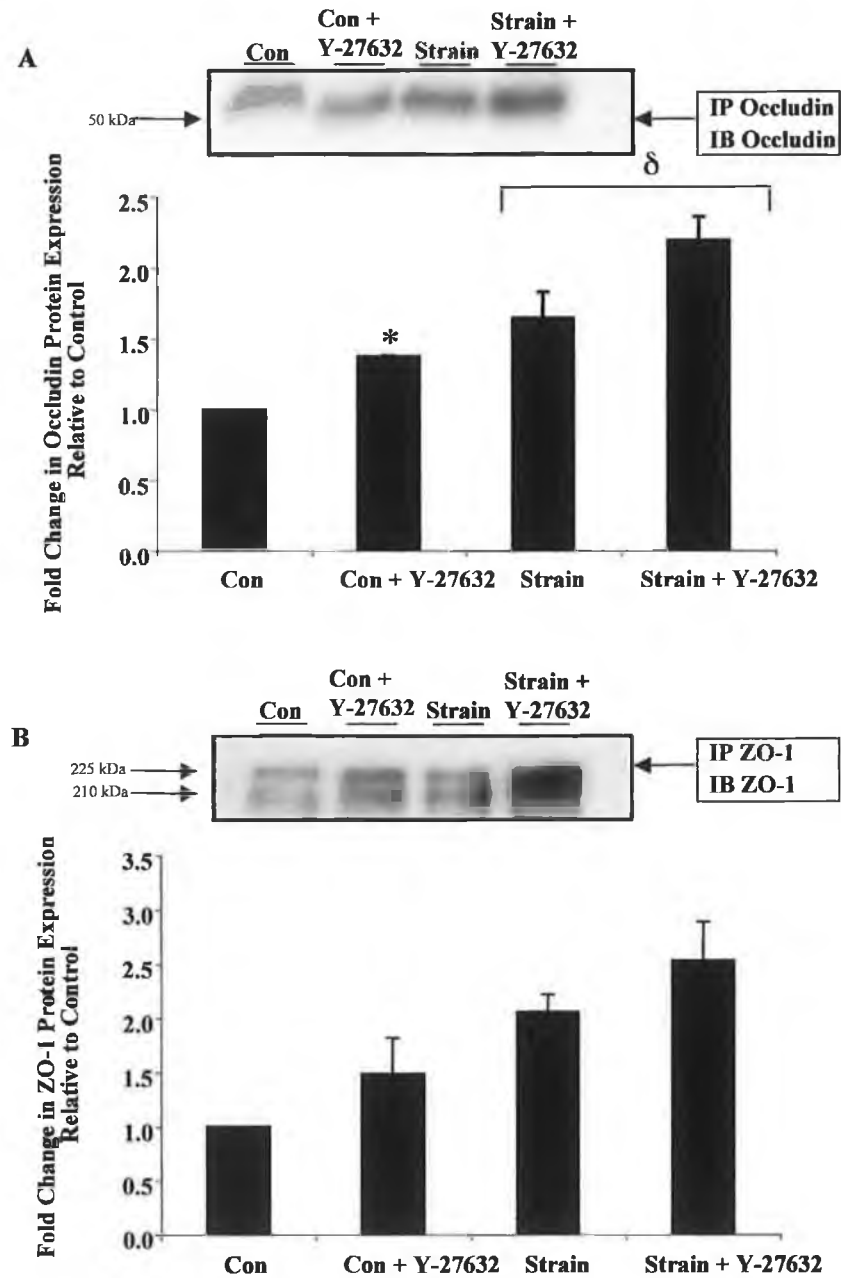 A
Con
Con +
Y-27632
Strain
Strain +
Y-27632
50 kDa
IP Occludin
IB Occludin
δ
Fold Change in Occludin Protein Expression
Relative to Control
2.5
2.0
1.5
1.0
0.5
0.0
*
Con
Con + Y-27632
Strain
Strain + Y-27632
B
Con
Con +
Y-27632
Strain
Strain +
Y-27632
225 kDa
210 kDa
IP ZO-1
IB ZO-1
Fold Change in ZO-1 Protein Expression
Relative to Control
3.5
3.0
2.5
2.0
1.5
1.0
0.5
0.0
Con
Con + Y-27632
Strain
Strain + Y-27632